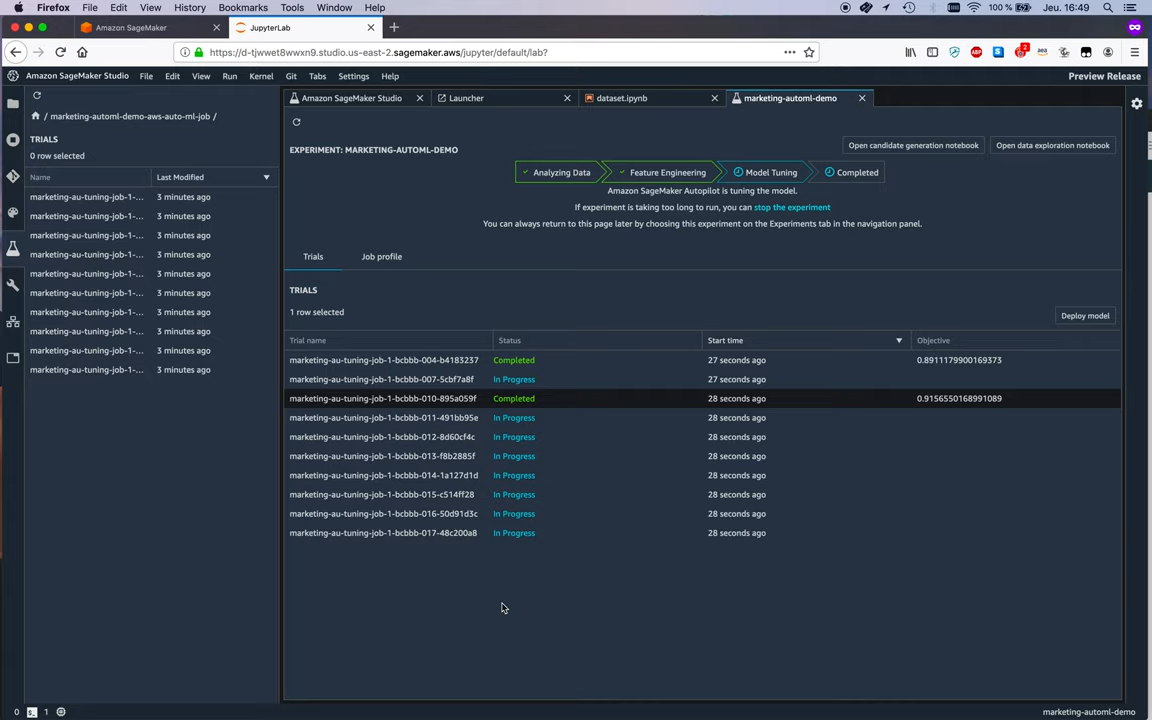 Firefox File Edit View History Bookmarks Tools Window Help 100 % Jeu. 16:49
Amazon SageMaker JupyterLab
https://d-tjwwet8wwxn9.studio.us-east-2.sagemaker.aws/jupyter/default/lab?
2 ABP S aws
Amazon SageMaker Studio File Edit View Run Kernel Git Tabs Settings Help Preview Release
Amazon SageMaker Studio Launcher dataset.ipynb marketing-automl-demo
/ marketing-automl-demo-aws-auto-ml-job /
TRIALS
0 row selected
Name Last Modified
marketing-au-tuning-job-1-... 3 minutes ago
marketing-au-tuning-job-1-... 3 minutes ago
marketing-au-tuning-job-1-... 3 minutes ago
marketing-au-tuning-job-1-... 3 minutes ago
marketing-au-tuning-job-1-... 3 minutes ago
marketing-au-tuning-job-1-... 3 minutes ago
marketing-au-tuning-job-1-... 3 minutes ago
marketing-au-tuning-job-1-... 3 minutes ago
marketing-au-tuning-job-1-... 3 minutes ago
marketing-au-tuning-job-1-... 3 minutes ago
Open candidate generation notebook Open data exploration notebook
EXPERIMENT: MARKETING-AUTOML-DEMO
Analyzing Data Feature Engineering Model Tuning Completed
Amazon SageMaker Autopilot is tuning the model.
If experiment is taking too long to run, you can stop the experiment
You can always return to this page later by choosing this experiment on the Experiments tab in the navigation panel.
Trials Job profile
TRIALS
1 row selected
Deploy model
Trial name Status Start time Objective
marketing-au-tuning-job-1-bcbbb-004-b4183237 Completed 27 seconds ago 0.8911179900169373
marketing-au-tuning-job-1-bcbbb-007-5cbf7a8f In Progress 27 seconds ago
marketing-au-tuning-job-1-bcbbb-010-895a059f Completed 28 seconds ago 0.9156550168991089
marketing-au-tuning-job-1-bcbbb-011-491bb95e In Progress 28 seconds ago
marketing-au-tuning-job-1-bcbbb-012-8d60cf4c In Progress 28 seconds ago
marketing-au-tuning-job-1-bcbbb-013-f8b2885f In Progress 28 seconds ago
marketing-au-tuning-job-1-bcbbb-014-1a127d1d In Progress 28 seconds ago
marketing-au-tuning-job-1-bcbbb-015-c514ff28 In Progress 28 seconds ago
marketing-au-tuning-job-1-bcbbb-016-50d91d3c In Progress 28 seconds ago
marketing-au-tuning-job-1-bcbbb-017-48c200a8 In Progress 28 seconds ago
0 1 marketing-automl-demo